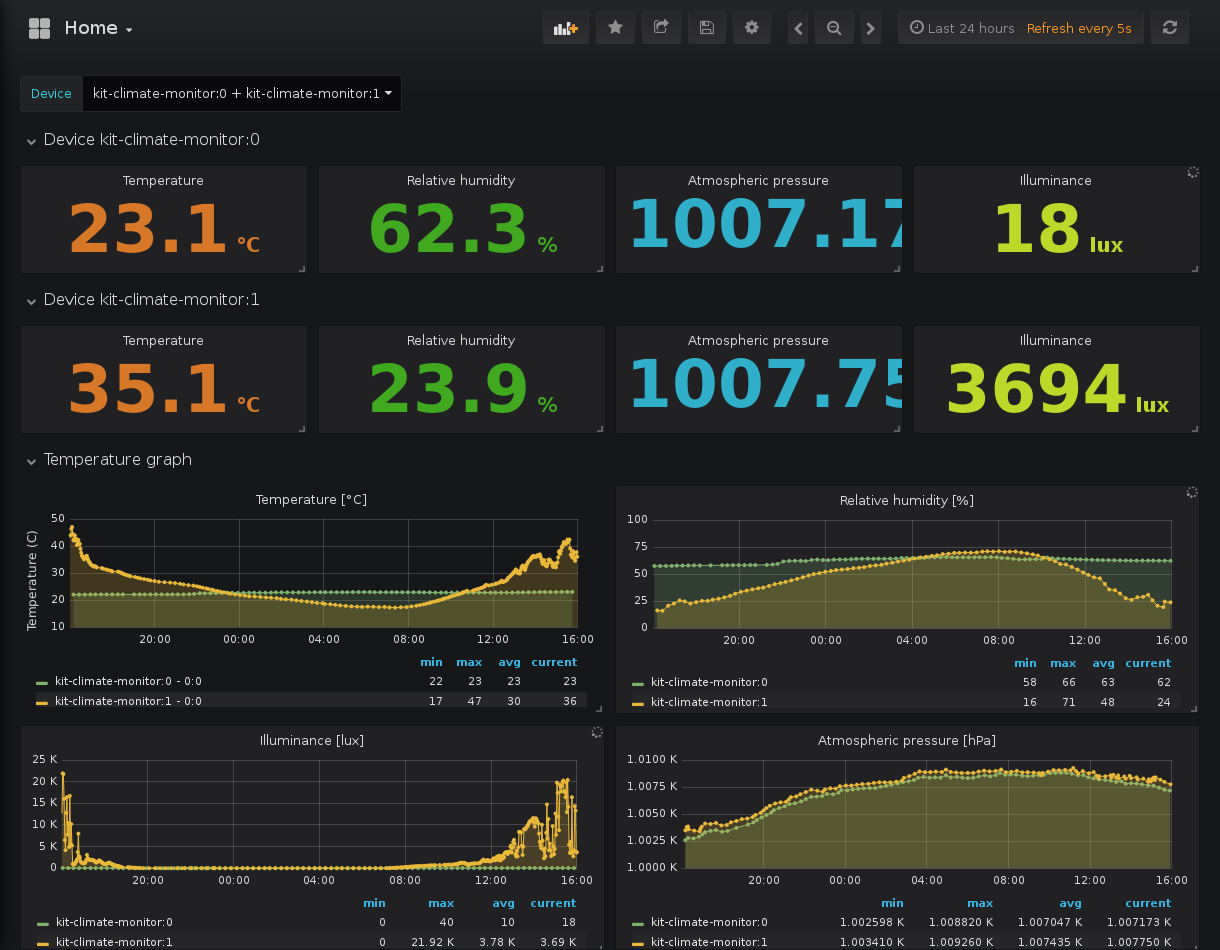 Home
Last 24 hours Refresh every 5s
Device kit-climate-monitor:0 + kit-climate-monitor:1
Device kit-climate-monitor:0
Temperature Relative humidity Atmospheric pressure Illuminance
23.1 °C 62.3 % 1007.17 18 lux
Device kit-climate-monitor:1
Temperature Relative humidity Atmospheric pressure Illuminance
35.1 °C 23.9 % 1007.75 3694 lux
Temperature graph
Temperature [°C]
Temperature (C)
50
40
30
20
10
20:00 00:00 04:00 08:00 12:00 16:00
min max avg current
kit-climate-monitor:0 - 0:0 22 23 23 23
kit-climate-monitor:1 - 0:0 17 47 30 36
Relative humidity [%]
100
75
50
25
0
20:00 00:00 04:00 08:00 12:00 16:00
min max avg current
kit-climate-monitor:0 58 66 63 62
kit-climate-monitor:1 16 71 48 24
Illuminance [lux]
25 K
20 K
15 K
10 K
5 K
0
20:00 00:00 04:00 08:00 12:00 16:00
min max avg current
kit-climate-monitor:0 0 40 10 18
kit-climate-monitor:1 0 21.92 K 3.78 K 3.69 K
Atmospheric pressure [hPa]
1.0100 K
1.0075 K
1.0050 K
1.0025 K
1.0000 K
20:00 00:00 04:00 08:00 12:00 16:00
min max avg current
kit-climate-monitor:0 1.002598 K 1.008820 K 1.007047 K 1.007173 K
kit-climate-monitor:1 1.003410 K 1.009260 K 1.007435 K 1.007750 K